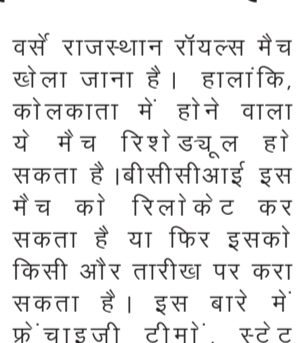 वर्सेे राजस्थान रॉयल्स मैच
खेला जाना है। हालांकि,
कोलकाता में होने वाला
ये मैच रिशेड्यूल हो
सकता है।बीसीसीआई इस
मैच को रिलोकेट कर
सकता है या फिर इसको
किसी और तारीख पर करा
सकता है। इस बारे में
फ्रेंचाइजी टीमों, स्टेट